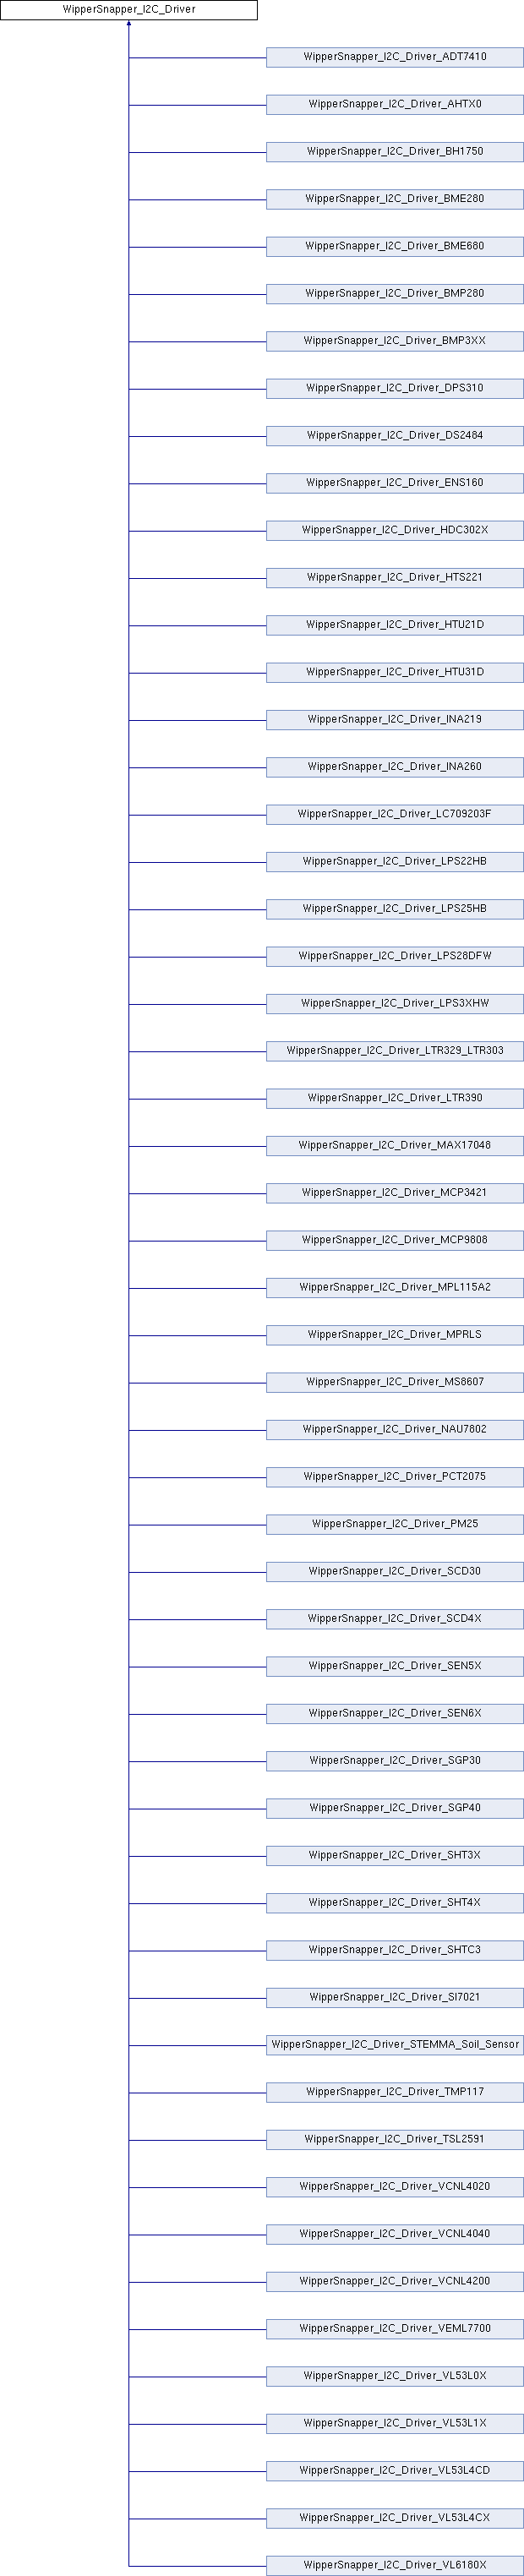 WipperSnapper_I2C_Driver
WipperSnapper_I2C_Driver_ADT7410
WipperSnapper_I2C_Driver_AHTX0
WipperSnapper_I2C_Driver_BH1750
WipperSnapper_I2C_Driver_BME280
WipperSnapper_I2C_Driver_BME680
WipperSnapper_I2C_Driver_BMP280
WipperSnapper_I2C_Driver_BMP3XX
WipperSnapper_I2C_Driver_DPS310
WipperSnapper_I2C_Driver_DS2484
WipperSnapper_I2C_Driver_ENS160
WipperSnapper_I2C_Driver_HDC302X
WipperSnapper_I2C_Driver_HTS221
WipperSnapper_I2C_Driver_HTU21D
WipperSnapper_I2C_Driver_HTU31D
WipperSnapper_I2C_Driver_INA219
WipperSnapper_I2C_Driver_INA260
WipperSnapper_I2C_Driver_LC709203F
WipperSnapper_I2C_Driver_LPS22HB
WipperSnapper_I2C_Driver_LPS25HB
WipperSnapper_I2C_Driver_LPS28DFW
WipperSnapper_I2C_Driver_LPS3XHW
WipperSnapper_I2C_Driver_LTR329_LTR303
WipperSnapper_I2C_Driver_LTR390
WipperSnapper_I2C_Driver_MAX17048
WipperSnapper_I2C_Driver_MCP3421
WipperSnapper_I2C_Driver_MCP9808
WipperSnapper_I2C_Driver_MPL115A2
WipperSnapper_I2C_Driver_MPRLS
WipperSnapper_I2C_Driver_MS8607
WipperSnapper_I2C_Driver_NAU7802
WipperSnapper_I2C_Driver_PCT2075
WipperSnapper_I2C_Driver_PM25
WipperSnapper_I2C_Driver_SCD30
WipperSnapper_I2C_Driver_SCD4X
WipperSnapper_I2C_Driver_SEN5X
WipperSnapper_I2C_Driver_SEN6X
WipperSnapper_I2C_Driver_SGP30
WipperSnapper_I2C_Driver_SGP40
WipperSnapper_I2C_Driver_SHT3X
WipperSnapper_I2C_Driver_SHT4X
WipperSnapper_I2C_Driver_SHTC3
WipperSnapper_I2C_Driver_SI7021
WipperSnapper_I2C_Driver_STEMMA_Soil_Sensor
WipperSnapper_I2C_Driver_TMP117
WipperSnapper_I2C_Driver_TSL2591
WipperSnapper_I2C_Driver_VCNL4020
WipperSnapper_I2C_Driver_VCNL4040
WipperSnapper_I2C_Driver_VCNL4200
WipperSnapper_I2C_Driver_VEML7700
WipperSnapper_I2C_Driver_VL53L0X
WipperSnapper_I2C_Driver_VL53L1X
WipperSnapper_I2C_Driver_VL53L4CD
WipperSnapper_I2C_Driver_VL53L4CX
WipperSnapper_I2C_Driver_VL6180X